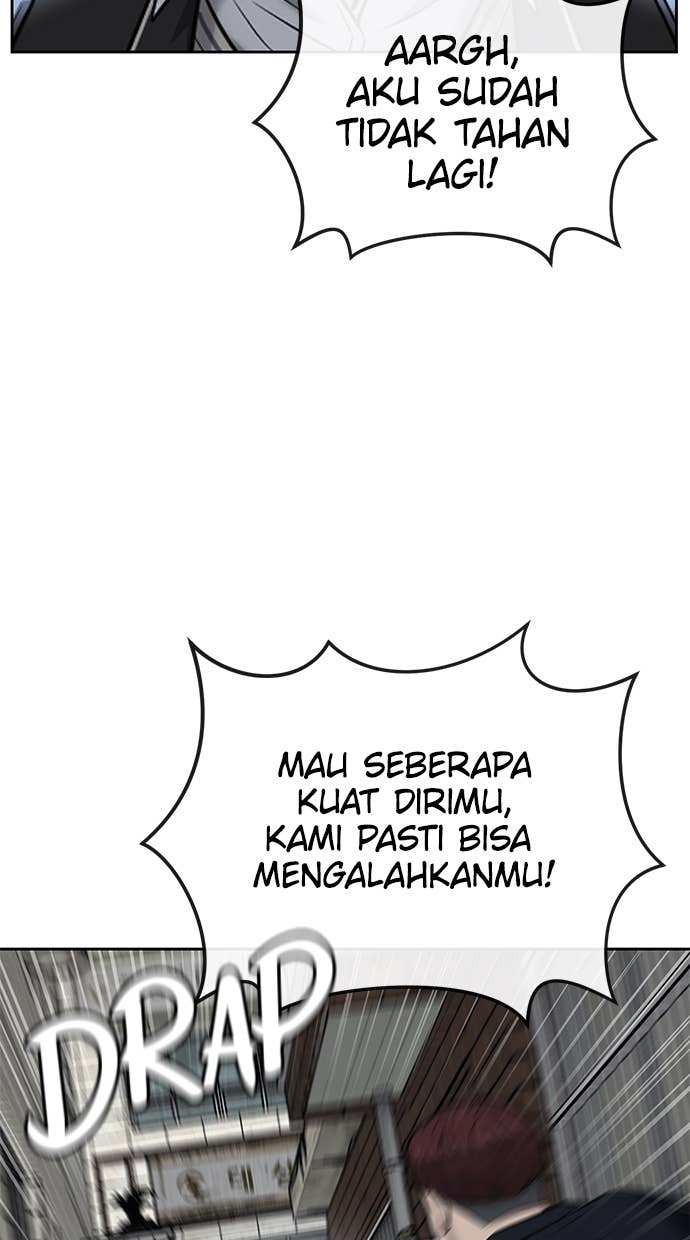 AARGH,
AKU SUDAH
TIDAK TAHAN
LAGI!
MAU SEBERAPA
KUAT DIRIMU,
KAMI PASTI BISA
MENGALAHKANMU!
DRAP